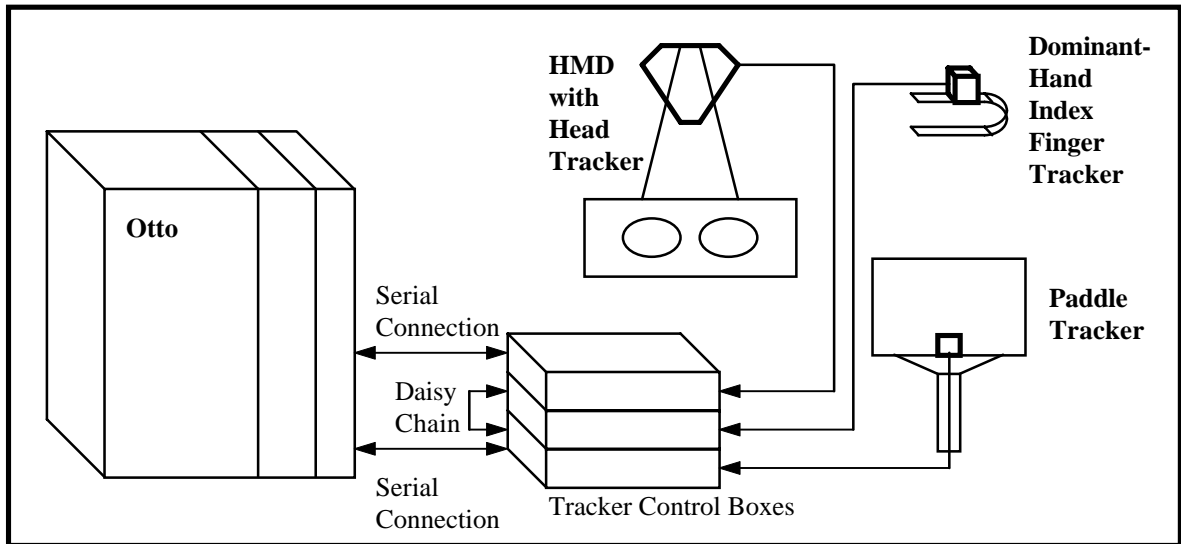 Otto
Serial
Connection
Daisy
Chain
Serial
Connection
HMD
with
Head
Tracker
Dominant-
Hand
Index
Finger
Tracker
Paddle
Tracker
Tracker Control Boxes